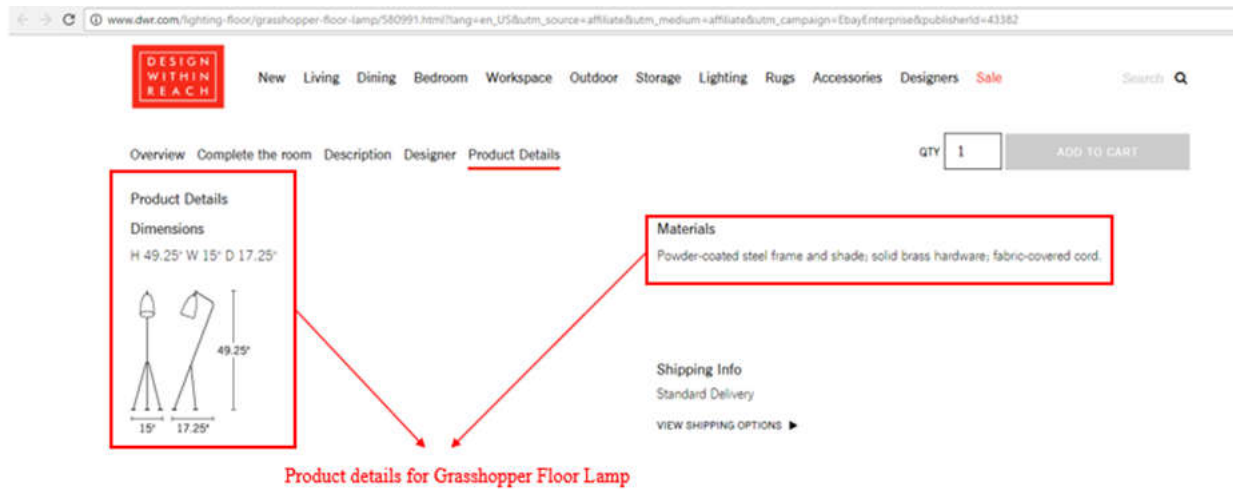 www.dwr.com/lighting-floor/grasshopper-floor-lamp/580991.html?lang=en_US&utm_source=affiliate&utm_medium=affiliate&utm_campaign=EbayEnterprise&publisherId=43382
DESIGN
WITHIN
REACH
New Living Dining Bedroom Workspace Outdoor Storage Lighting Rugs Accessories Designers Sale Search
Overview Complete the room Description Designer Product Details QTY 1 ADD TO CART
Product Details
Dimensions
H 49.25" W 15" D 17.25"
49.25"
15" 17.25"
Materials
Powder-coated steel frame and shade; solid brass hardware; fabric-covered cord.
Shipping Info
Standard Delivery
VIEW SHIPPING OPTIONS ▶
Product details for Grasshopper Floor Lamp